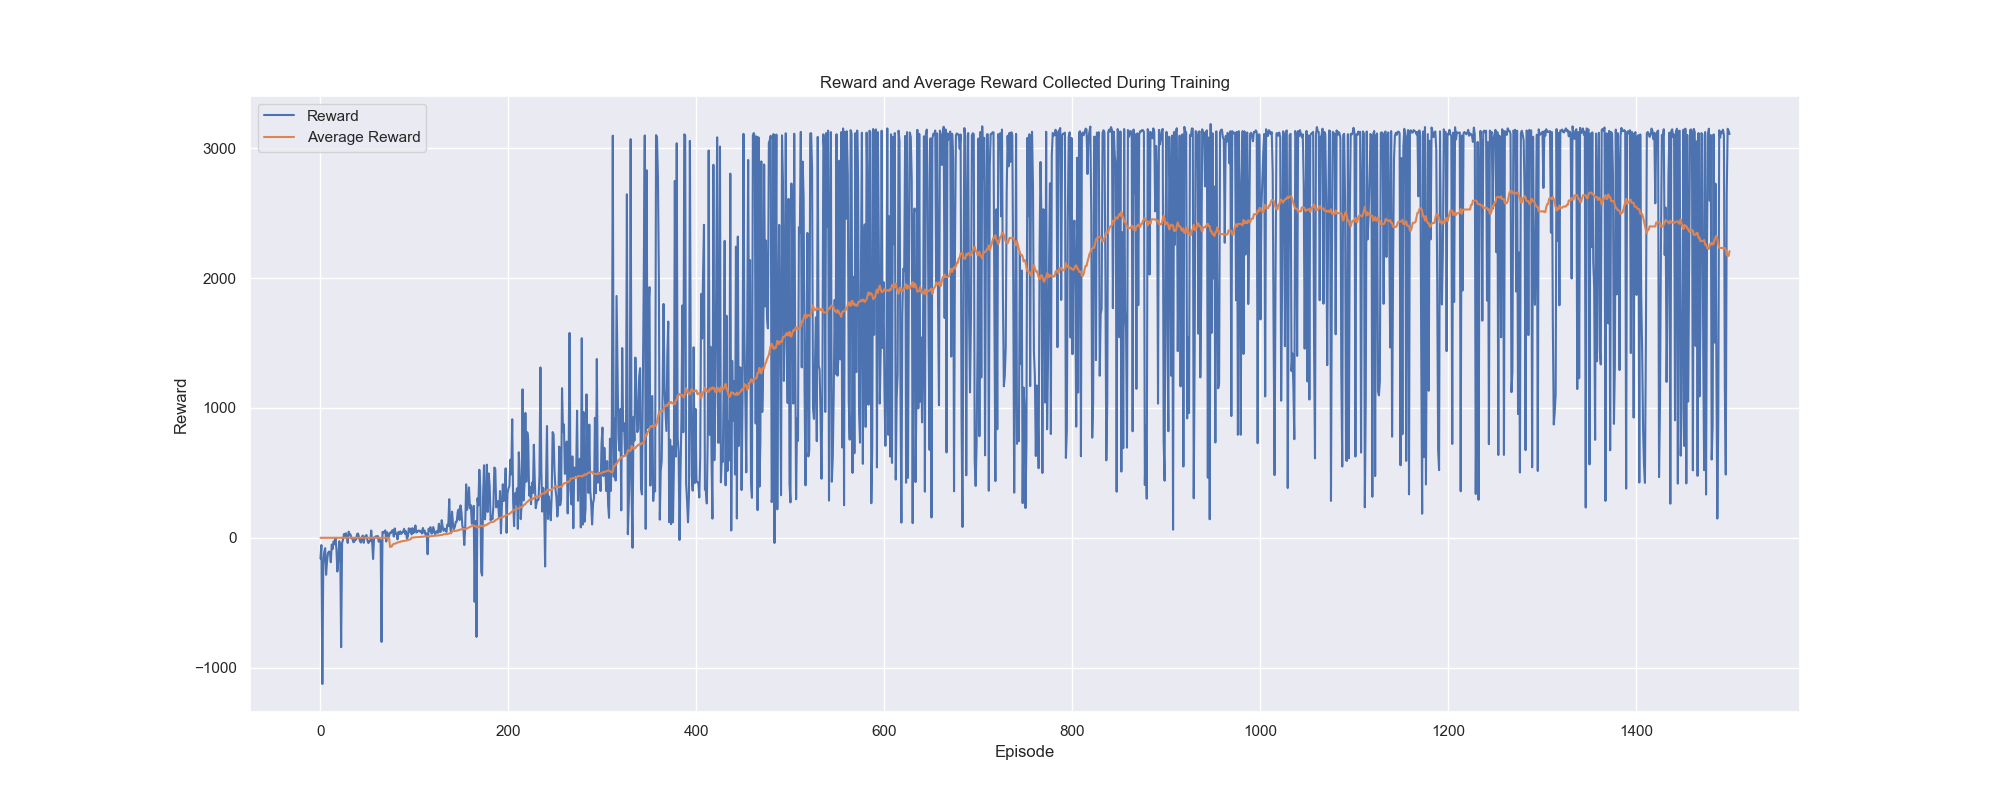 Reward and Average Reward Collected During Training
Reward
Average Reward
3000
2000
1000
0
−1000
Reward
0
200
400
600
800
1000
1200
1400
Episode